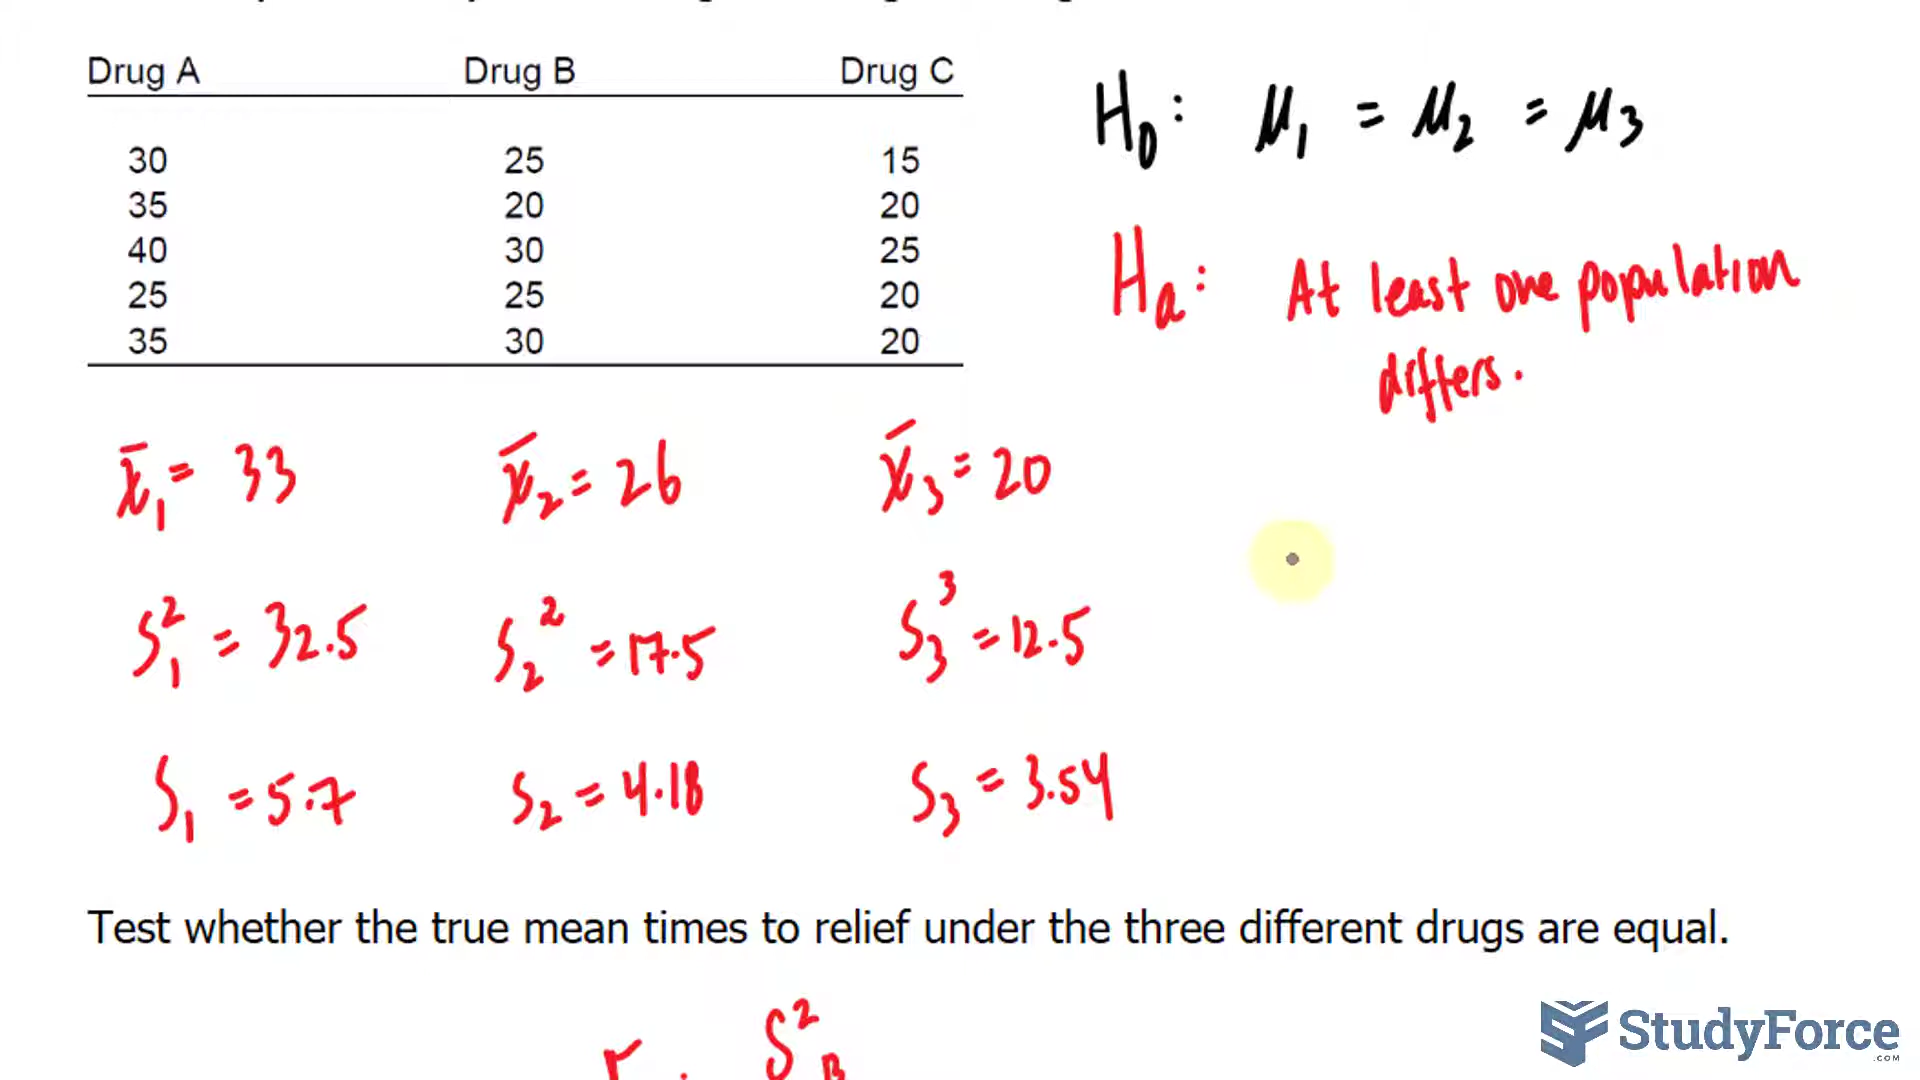 Drug A Drug B Drug C
30 25 15
35 20 20
40 30 25
25 25 20
35 30 20
H₀: μ₁ = μ₂ = μ₃
Hₐ: At least one population
differs.
x̄₁ = 33 x̄₂ = 26 x̄₃ = 20
S₁² = 32.5 S₂² = 17.5 S₃³ = 12.5
S₁ = 5.7 S₂ = 4.18 S₃ = 3.54
Test whether the true mean times to relief under the three different drugs are equal.
S²
StudyForce
.COM